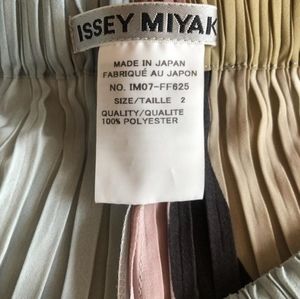 ISSEY MIYAK
MADE IN JAPAN
FABRIQUÉ AU JAPON
NO. IM07-FF625
SIZE/TAILLE 2
QUALITY/QUALITE
100% POLYESTER